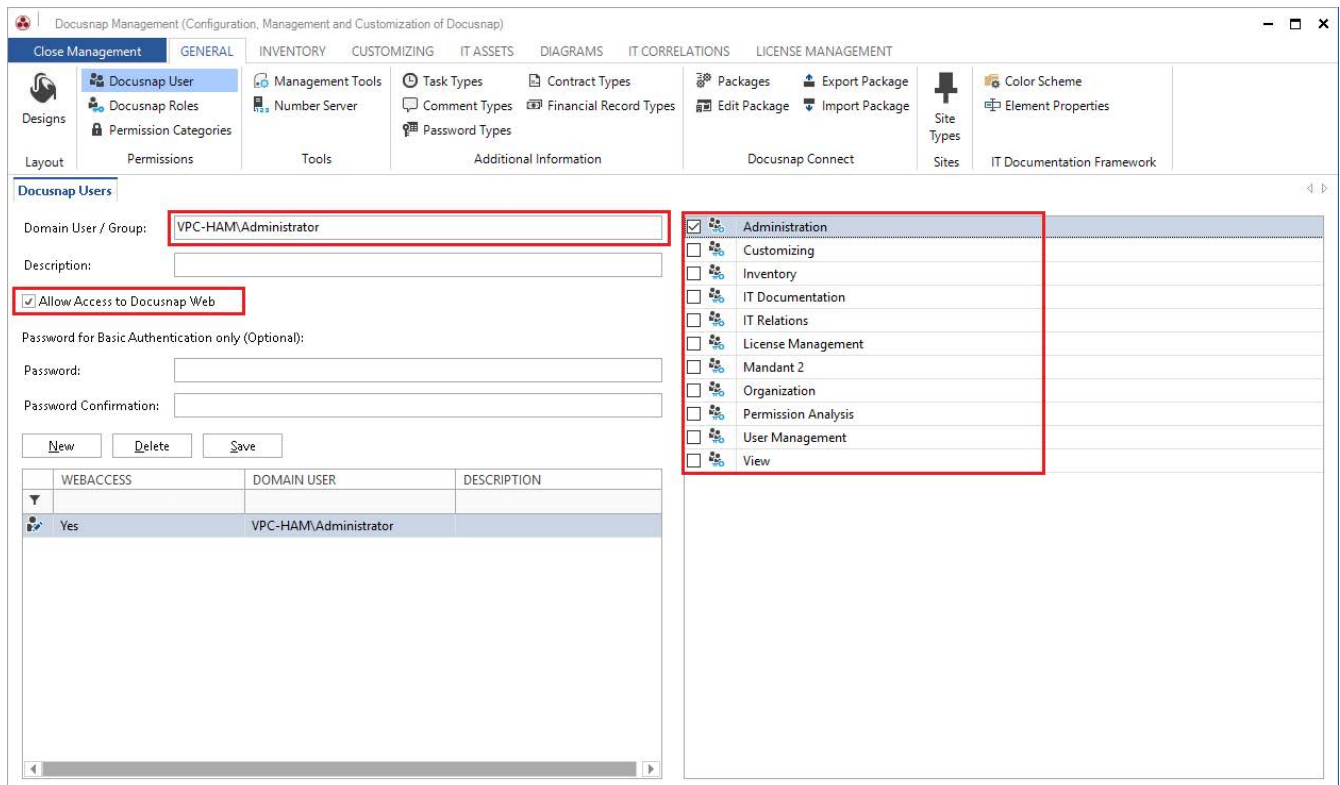 Docusnap Management (Configuration, Management and Customization of Docusnap)
Close Management GENERAL INVENTORY CUSTOMIZING IT ASSETS DIAGRAMS IT CORRELATIONS LICENSE MANAGEMENT
Designs
Layout
Docusnap User
Docusnap Roles
Permission Categories
Permissions
Management Tools
Number Server
Tools
Task Types
Comment Types
Password Types
Contract Types
Financial Record Types
Additional Information
Packages
Edit Package
Export Package
Import Package
Docusnap Connect
Site
Types
Sites
Color Scheme
Element Properties
IT Documentation Framework
Docusnap Users
Domain User / Group: VPC-HAM\Administrator
Description:
Allow Access to Docusnap Web
Password for Basic Authentication only (Optional):
Password:
Password Confirmation:
New Delete Save
WEBACCESS DOMAIN USER DESCRIPTION
Yes VPC-HAM\Administrator
Administration
Customizing
Inventory
IT Documentation
IT Relations
License Management
Mandant 2
Organization
Permission Analysis
User Management
View